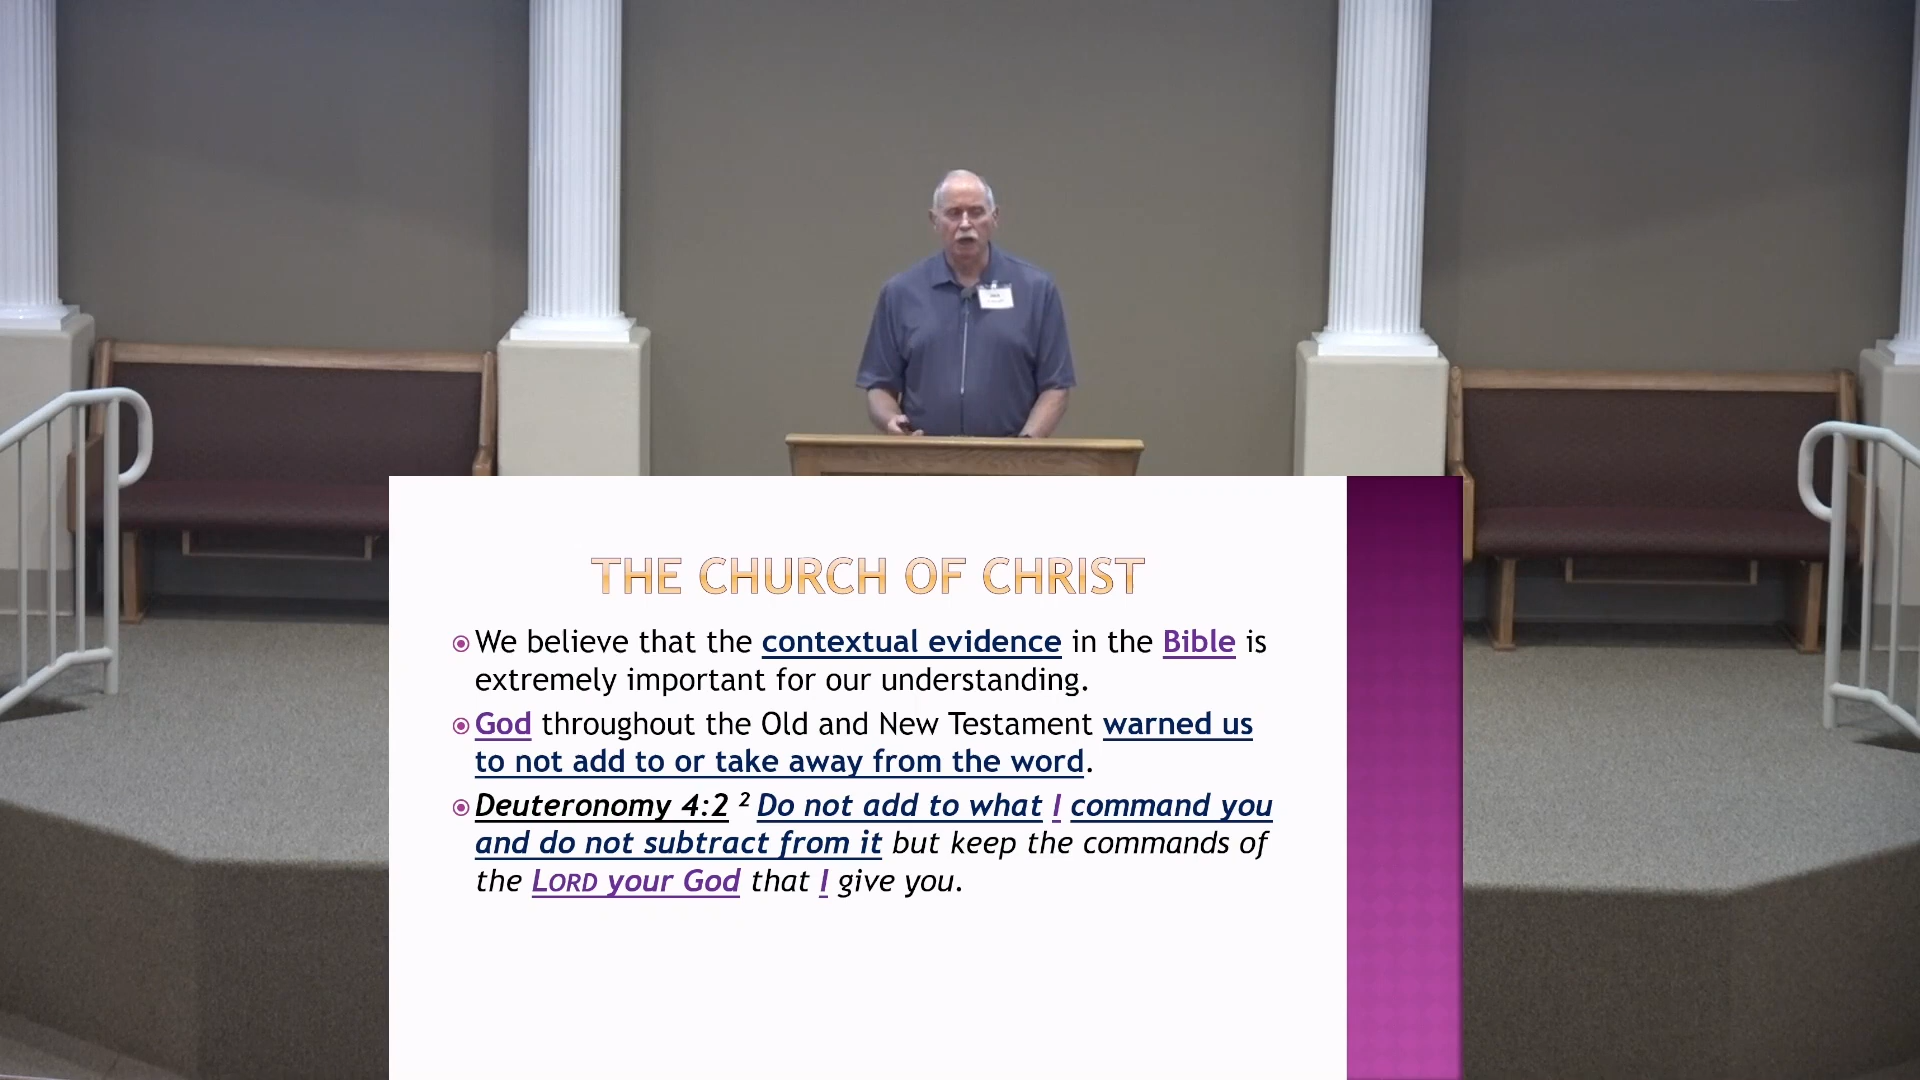 THE CHURCH OF CHRIST
We believe that the contextual evidence in the Bible is
extremely important for our understanding.
God throughout the Old and New Testament warned us
to not add to or take away from the word.
Deuteronomy 4:2 ² Do not add to what I command you
and do not subtract from it but keep the commands of
the LORD your God that I give you.